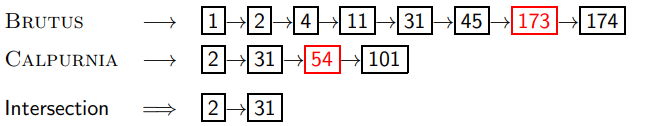 BRUTUS → 1 → 2 → 4 → 11 → 31 → 45 → 173 → 174
CALPURNIA → 2 → 31 → 54 → 101
Intersection ⟹ 2 → 31